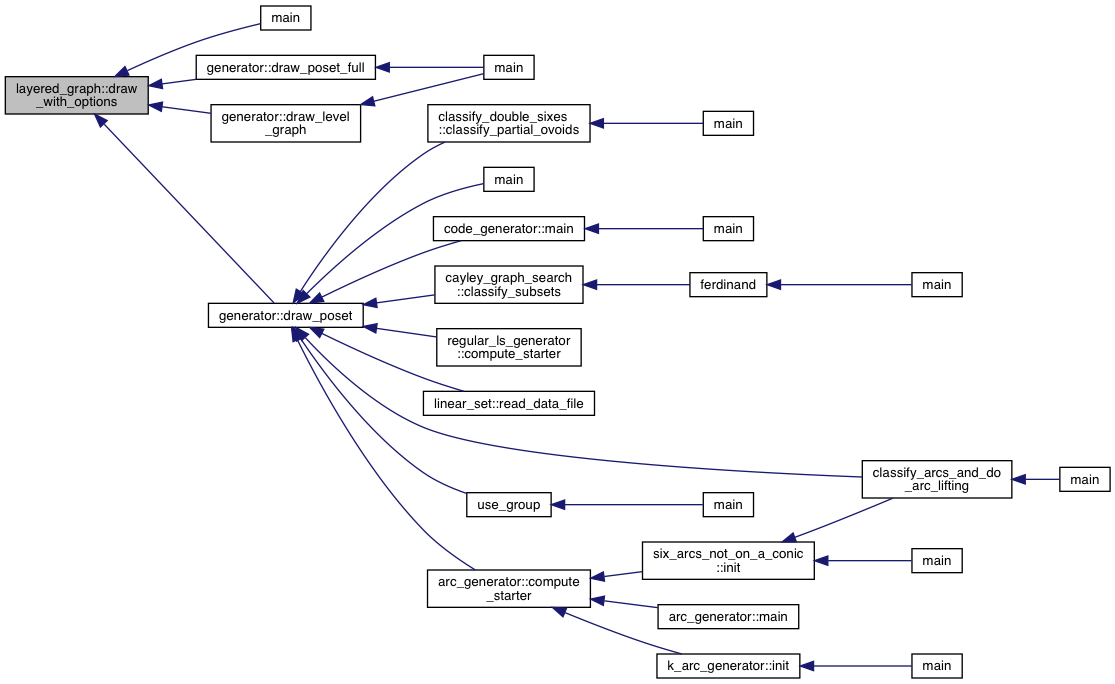 main
generator::draw_poset_full
main
layered_graph::draw
_with_options
generator::draw_level
_graph
classify_double_sixes
::classify_partial_ovoids
main
main
code_generator::main
main
cayley_graph_search
::classify_subsets
ferdinand
main
generator::draw_poset
regular_ls_generator
::compute_starter
linear_set::read_data_file
classify_arcs_and_do
_arc_lifting
main
use_group
main
six_arcs_not_on_a_conic
::init
main
arc_generator::compute
_starter
arc_generator::main
k_arc_generator::init
main